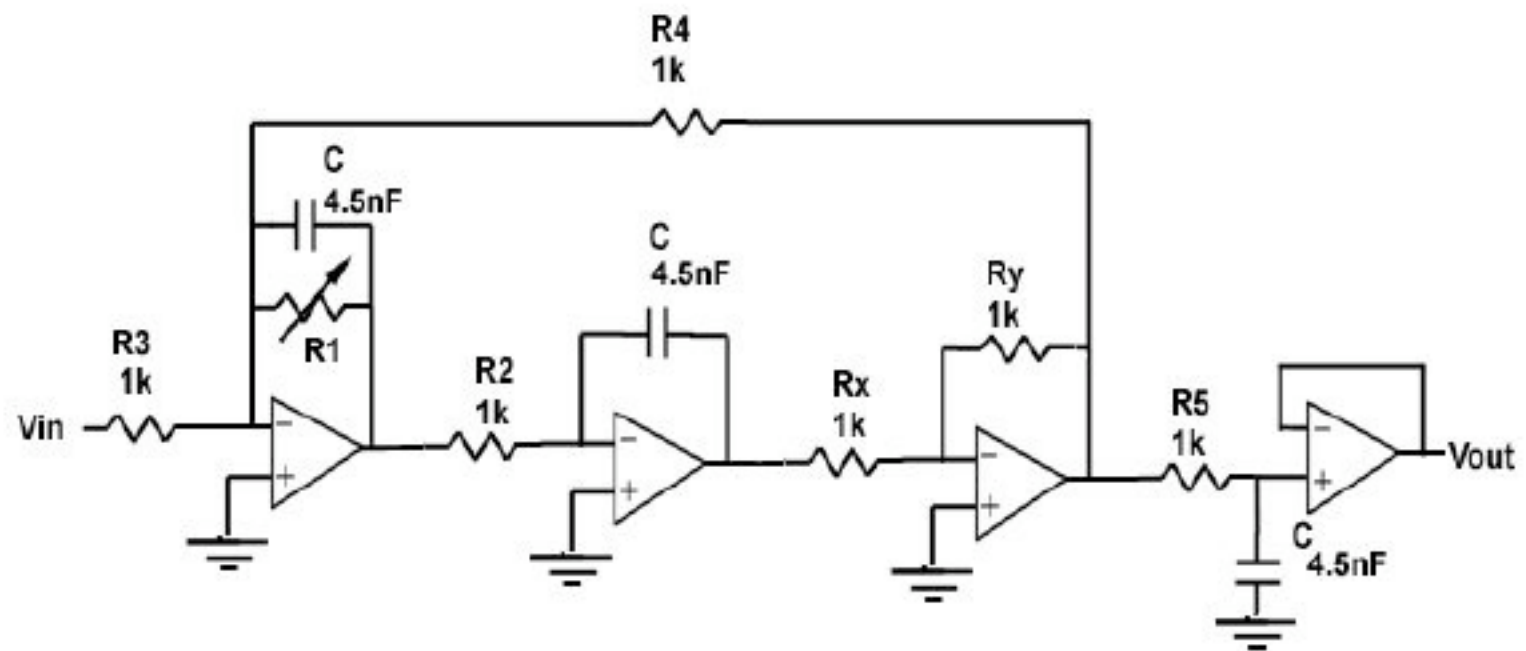 R4
1k
C
4.5nF
C
4.5nF
Ry
1k
R1
R3
1k
R2
1k
Rx
1k
R5
1k
Vin
−
+
−
+
−
+
−
+
Vout
C
4.5nF